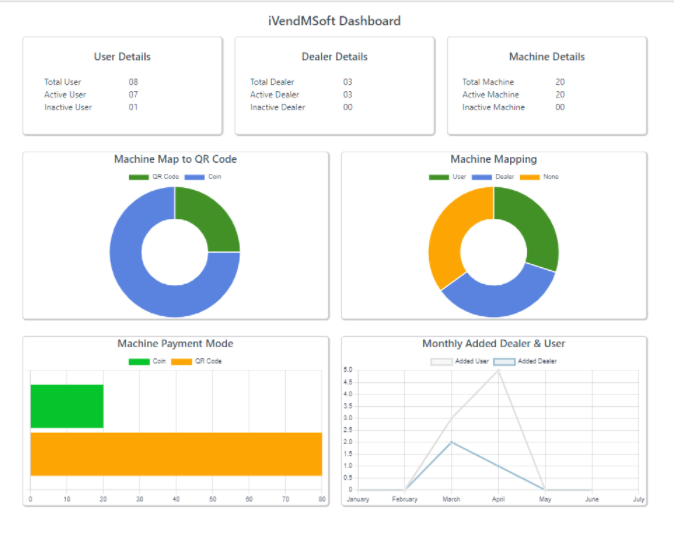 iVendMSoft Dashboard
User Details
Total User 08
Active User 07
Inactive User 01
Dealer Details
Total Dealer 03
Active Dealer 03
Inactive Dealer 00
Machine Details
Total Machine 20
Active Machine 20
Inactive Machine 00
Machine Map to QR Code
QR Code Coin
Machine Mapping
User Dealer None
Machine Payment Mode
Coin QR Code
0 10 20 30 40 50 60 70 80
Monthly Added Dealer & User
Added User Added Dealer
5.0
4.5
4.0
3.5
3.0
2.5
2.0
1.5
1.0
0.5
0
January February March April May June July